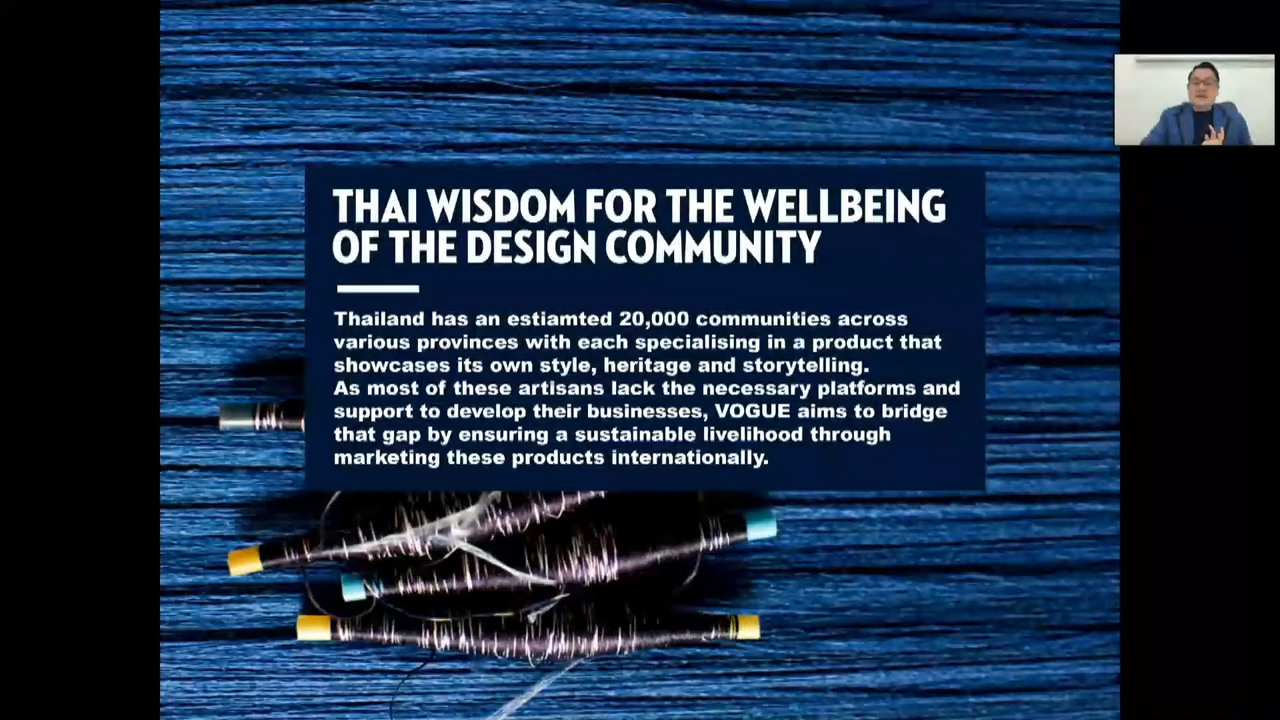 THAI WISDOM FOR THE WELLBEING
OF THE DESIGN COMMUNITY
Thailand has an estiamted 20,000 communities across
various provinces with each specialising in a product that
showcases its own style, heritage and storytelling.
As most of these artisans lack the necessary platforms and
support to develop their businesses, VOGUE aims to bridge
that gap by ensuring a sustainable livelihood through
marketing these products internationally.